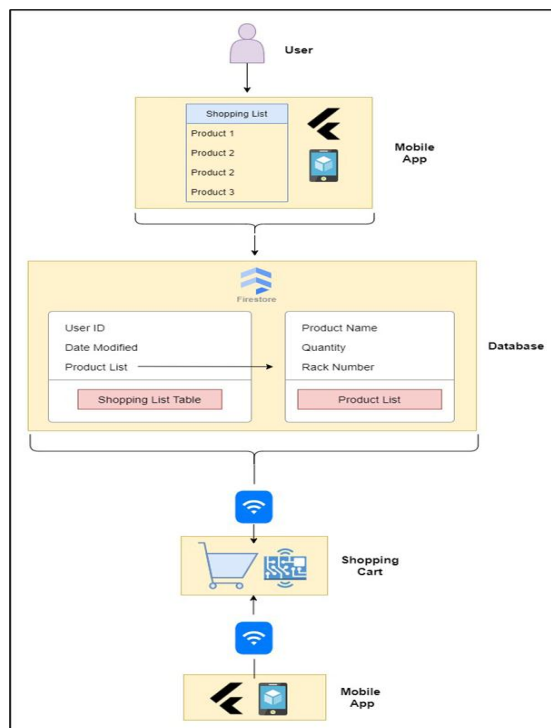 User
Shopping List
Product 1
Product 2
Product 2
Product 3
Mobile
App
Firestore
User ID
Date Modified
Product List
Shopping List Table
Product Name
Quantity
Rack Number
Product List
Database
Shopping
Cart
Mobile
App